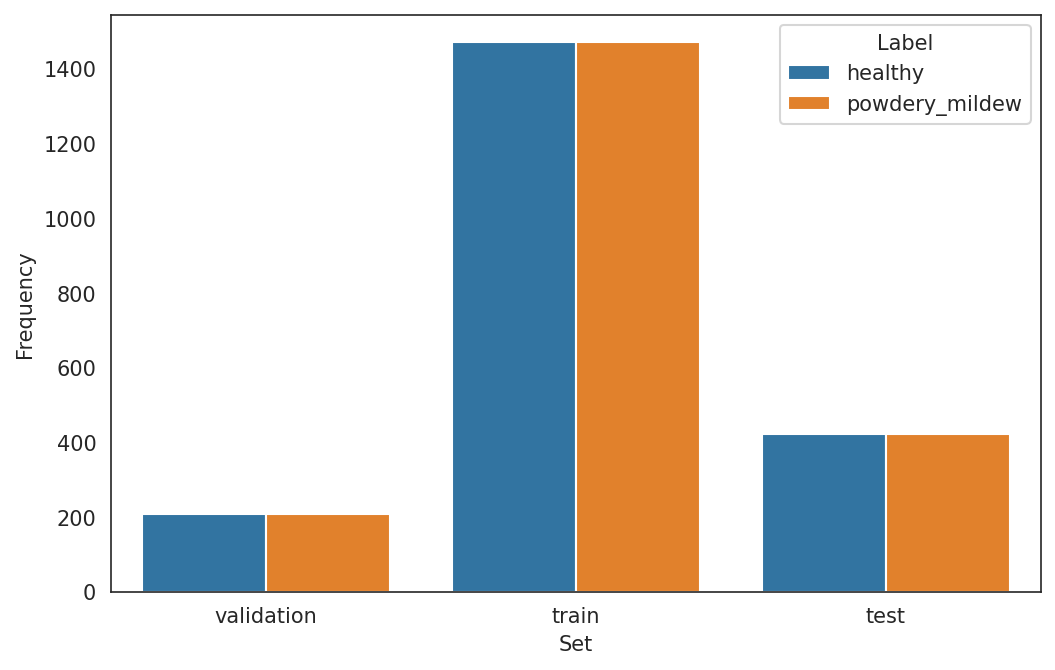 Label
healthy
powdery_mildew
Frequency
1400
1200
1000
800
600
400
200
0
validation train test
Set